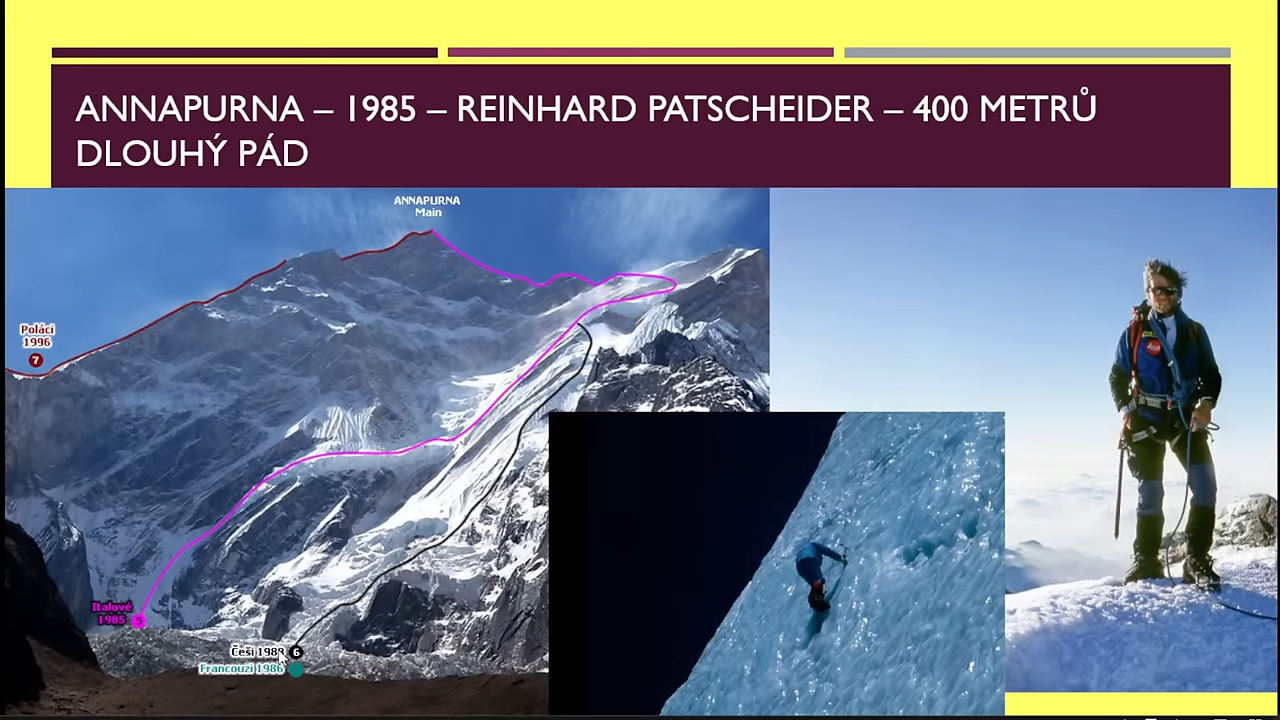 ANNAPURNA – 1985 – REINHARD PATSCHEIDER – 400 METRŮ
DLOUHÝ PÁD
ANNAPURNA
Main
Poláci
1996
7
Italové
1985 5
Češi 1988 6
Francouzi 1986